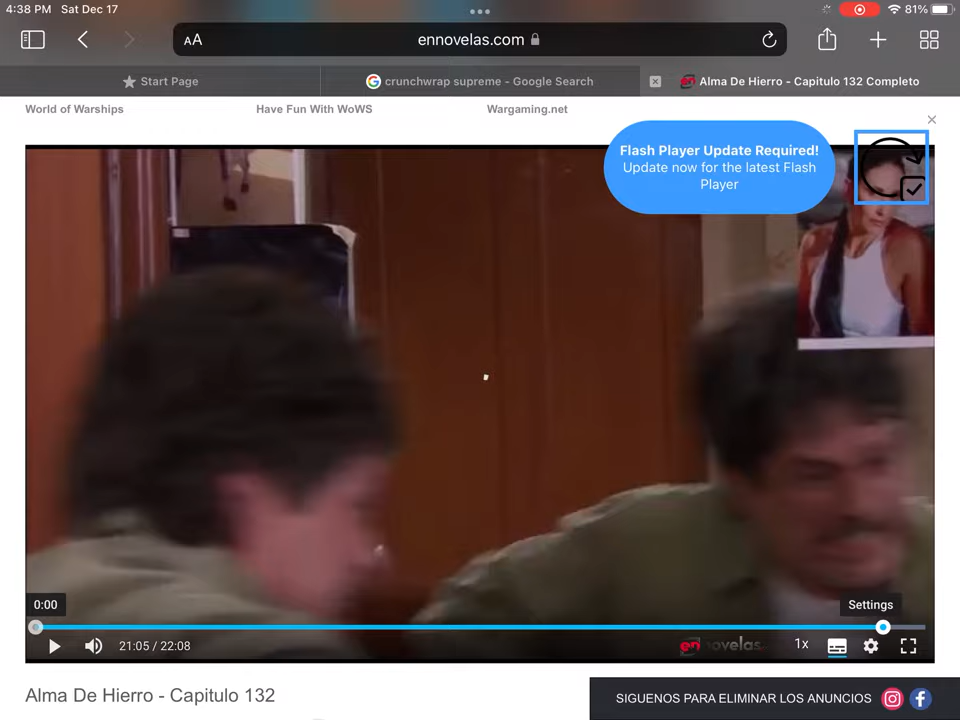 4:38 PM Sat Dec 17
81%
AA
ennovelas.com
Start Page
crunchwrap supreme - Google Search
Alma De Hierro - Capitulo 132 Completo
World of Warships
Have Fun With WoWS
Wargaming.net
Flash Player Update Required!
Update now for the latest Flash
Player
0:00
Settings
21:05 / 22:08
en novelas.
1x
Alma De Hierro - Capitulo 132
SIGUENOS PARA ELIMINAR LOS ANUNCIOS